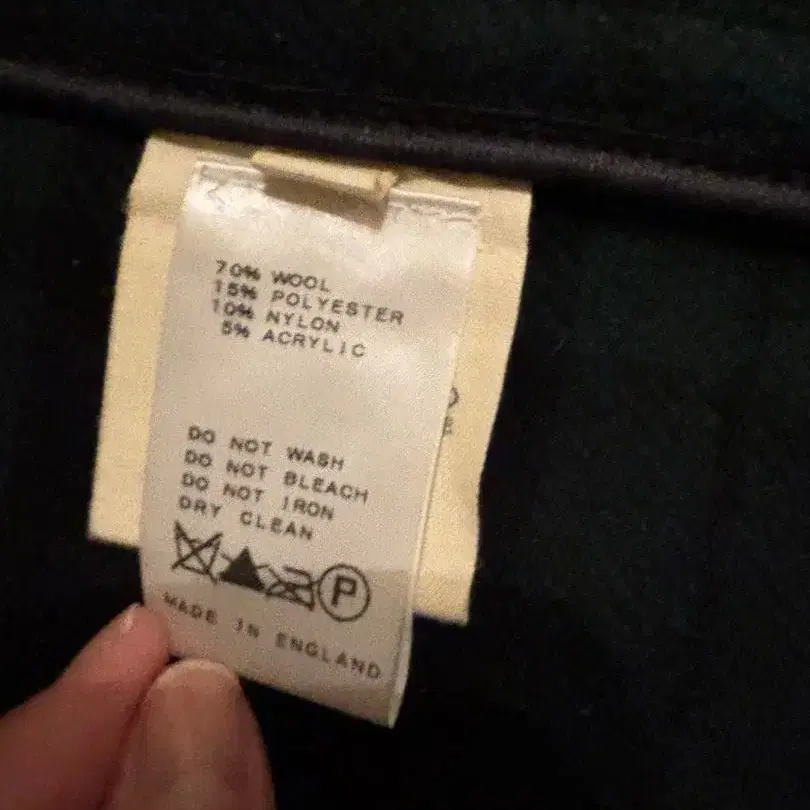 70% WOOL
15% POLYESTER
10% NYLON
5% ACRYLIC
DO NOT WASH
DO NOT BLEACH
DO NOT IRON
DRY CLEAN
P
MADE IN ENGLAND